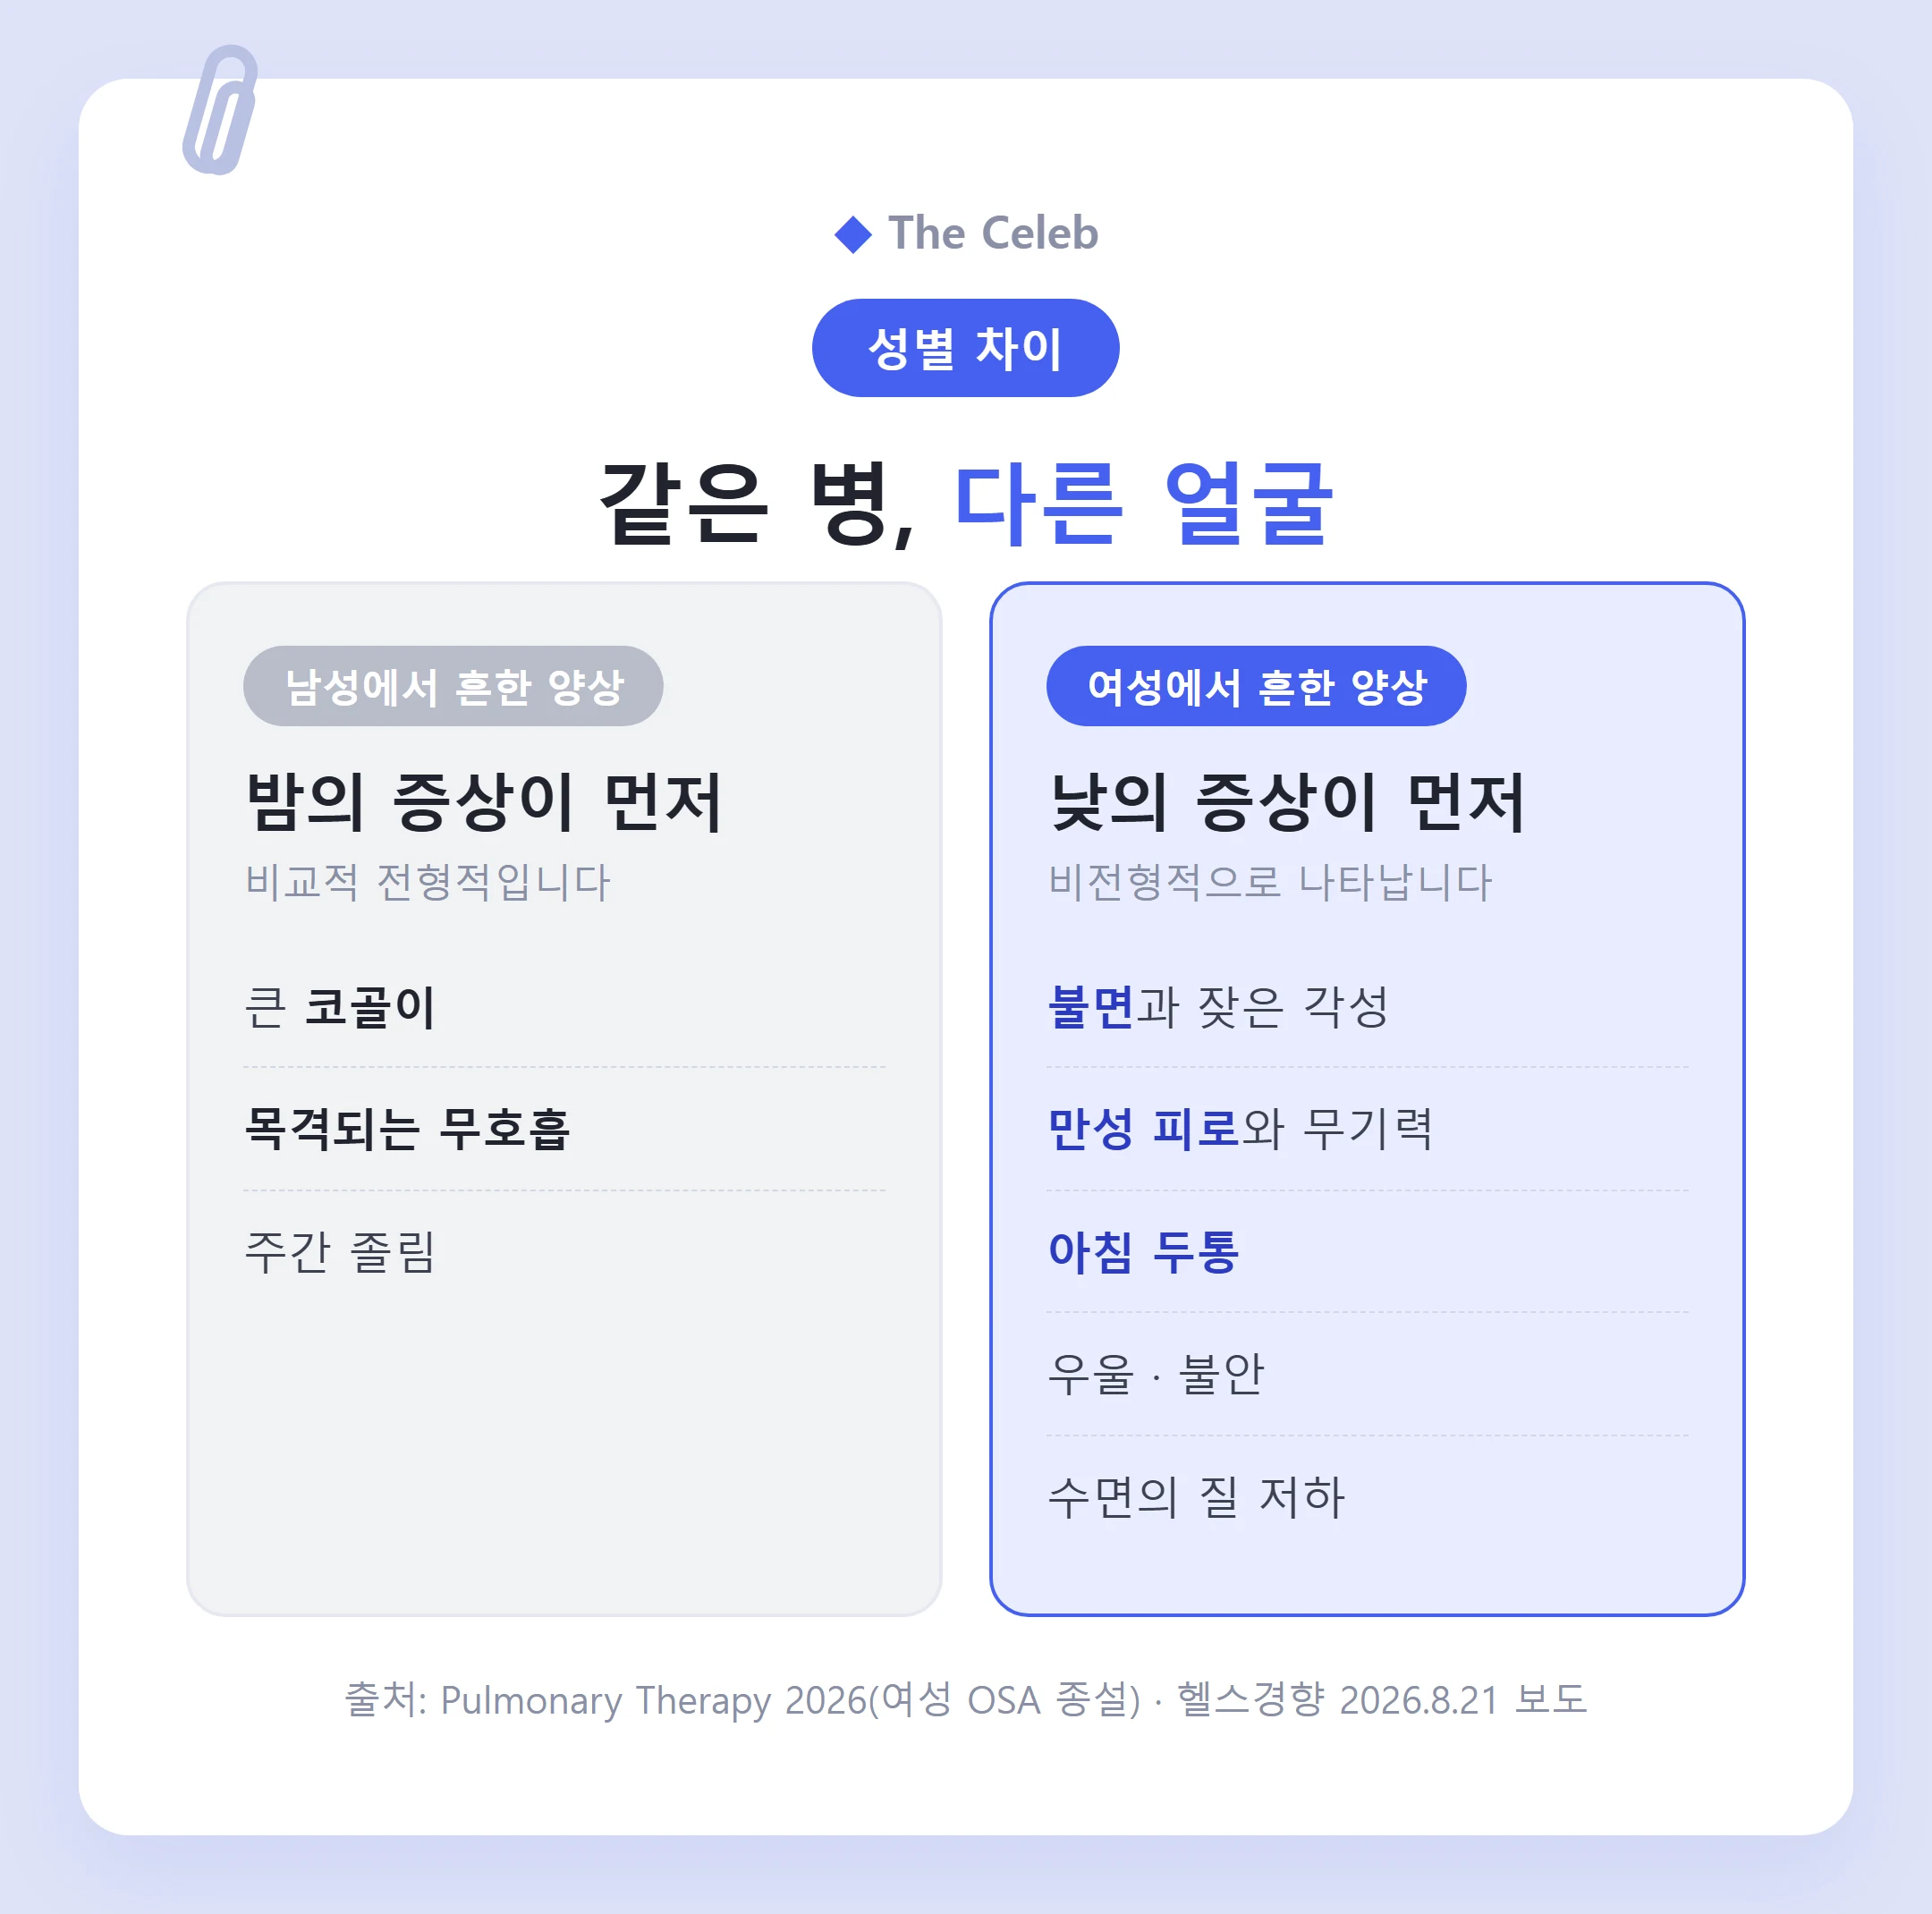 The Celeb
성별 차이
같은 병, 다른 얼굴
남성에서 흔한 양상
밤의 증상이 먼저
비교적 전형적입니다
큰 코골이
목격되는 무호흡
주간 졸림
여성에서 흔한 양상
낮의 증상이 먼저
비전형적으로 나타납니다
불면과 잦은 각성
만성 피로와 무기력
아침 두통
우울 · 불안
수면의 질 저하
출처: Pulmonary Therapy 2026(여성 OSA 종설) · 헬스경향 2026.8.21 보도